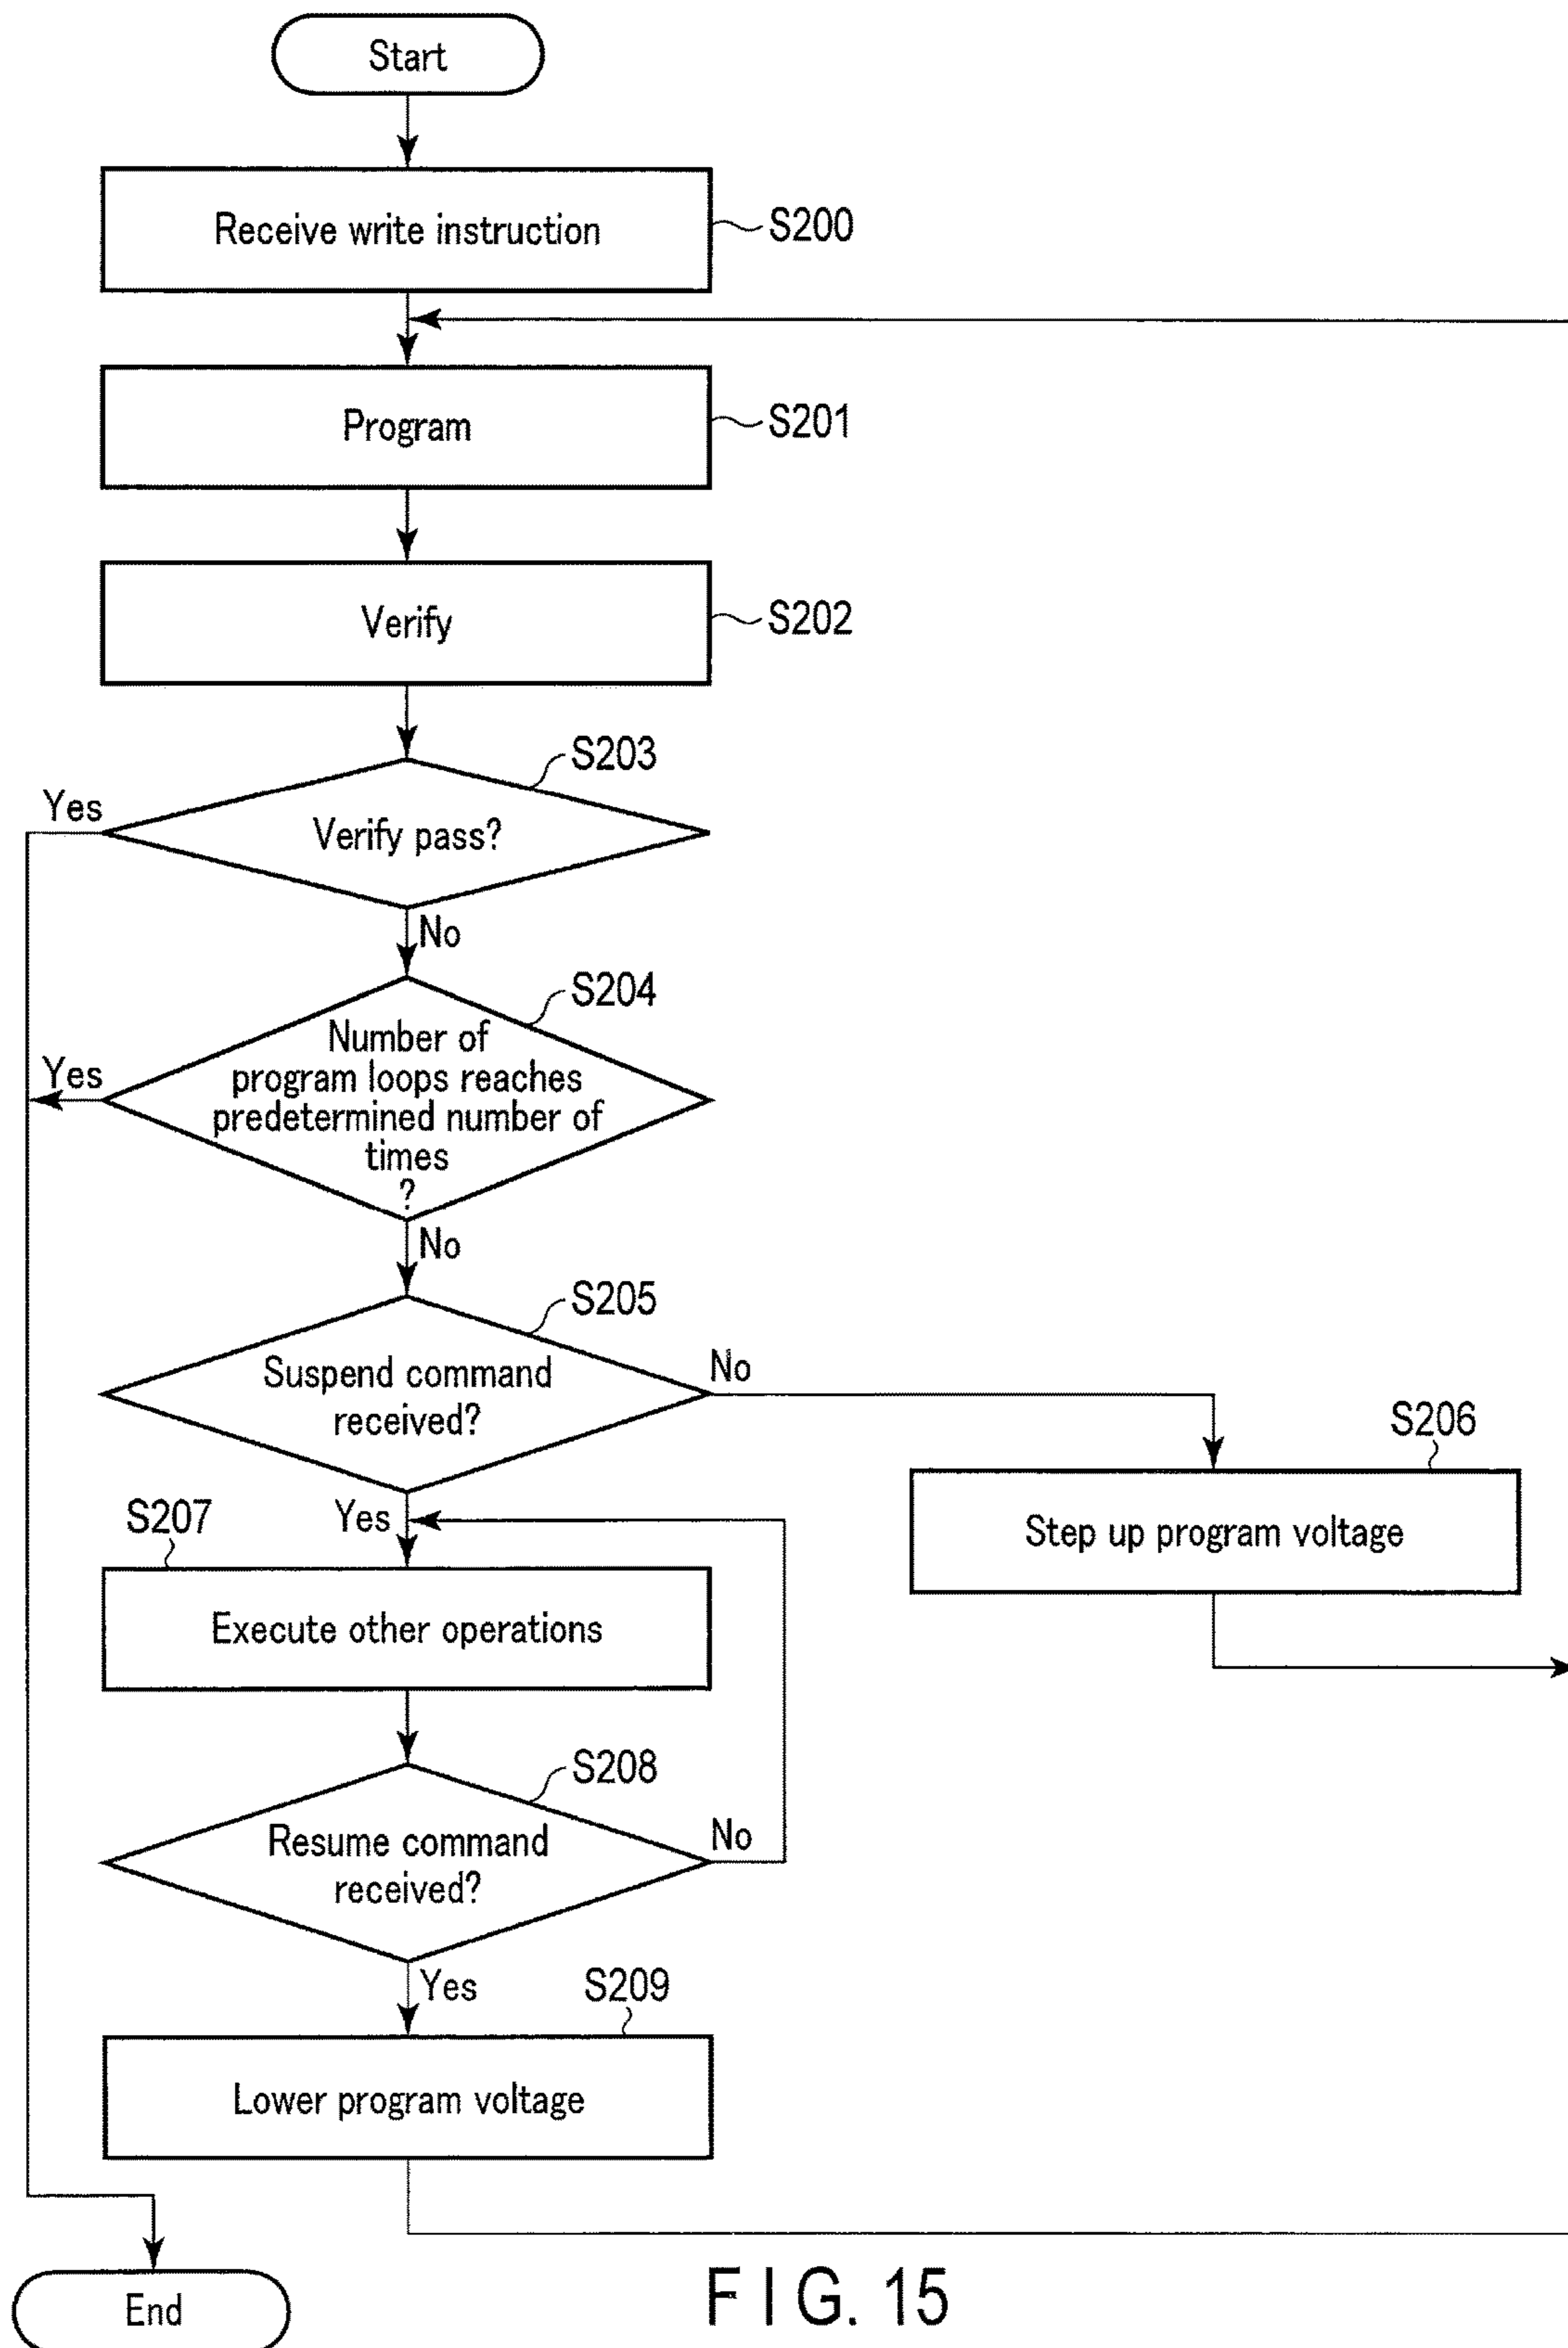 Start
Receive write instruction
S200
Program
S201
Verify
S202
S203
Yes
Verify pass?
No
S204
Number of
program loops reaches
predetermined number of
times
?
Yes
No
S205
Suspend command
received?
No
S206
Step up program voltage
Yes
S207
Execute other operations
S208
Resume command
received?
No
Yes
S209
Lower program voltage
End
FIG. 15